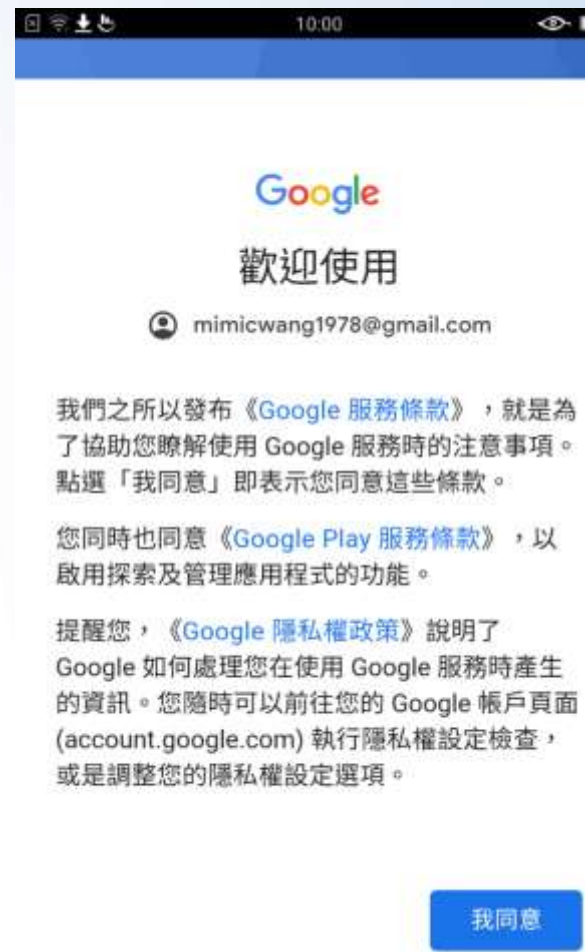 10:00
Google
歡迎使用
mimicwang1978@gmail.com
我們之所以發布《Google 服務條款》，就是為
了協助您瞭解使用 Google 服務時的注意事項。
點選「我同意」即表示您同意這些條款。
您同時也同意《Google Play 服務條款》，以
啟用探索及管理應用程式的功能。
提醒您，《Google 隱私權政策》說明了
Google 如何處理您在使用 Google 服務時產生
的資訊。您隨時可以前往您的 Google 帳戶頁面
(account.google.com) 執行隱私權設定檢查，
或是調整您的隱私權設定選項。
我同意